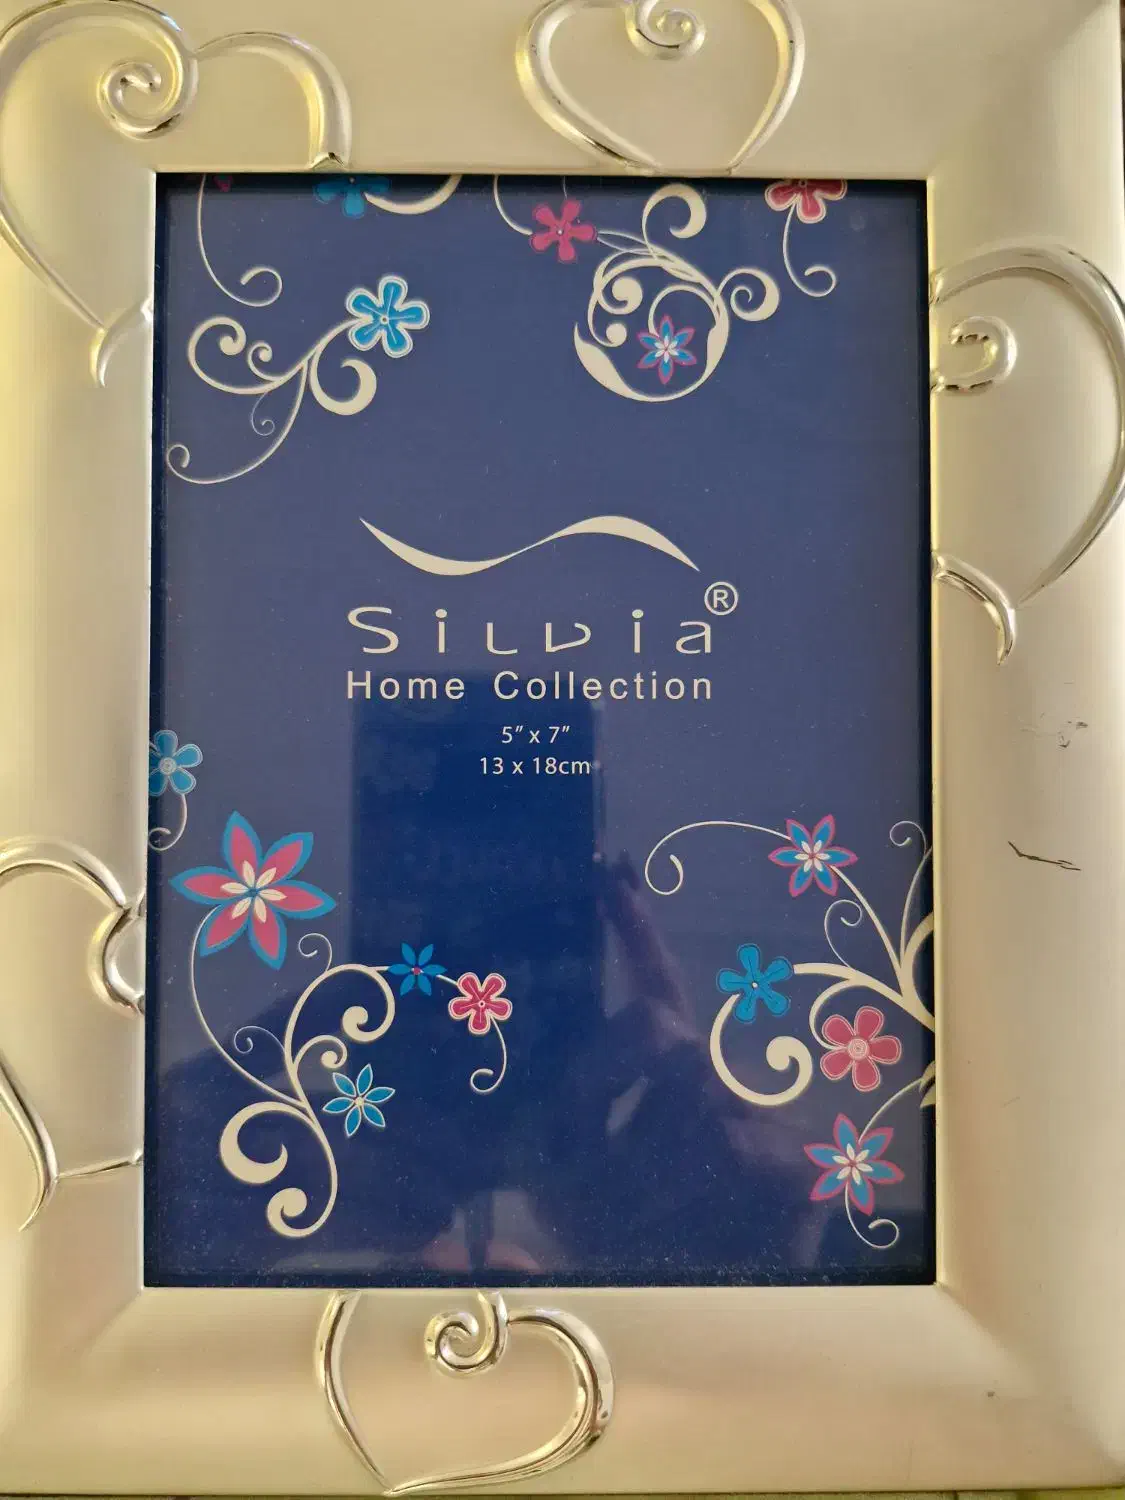 Silvia®
Home Collection
5” x 7”
13 x 18cm